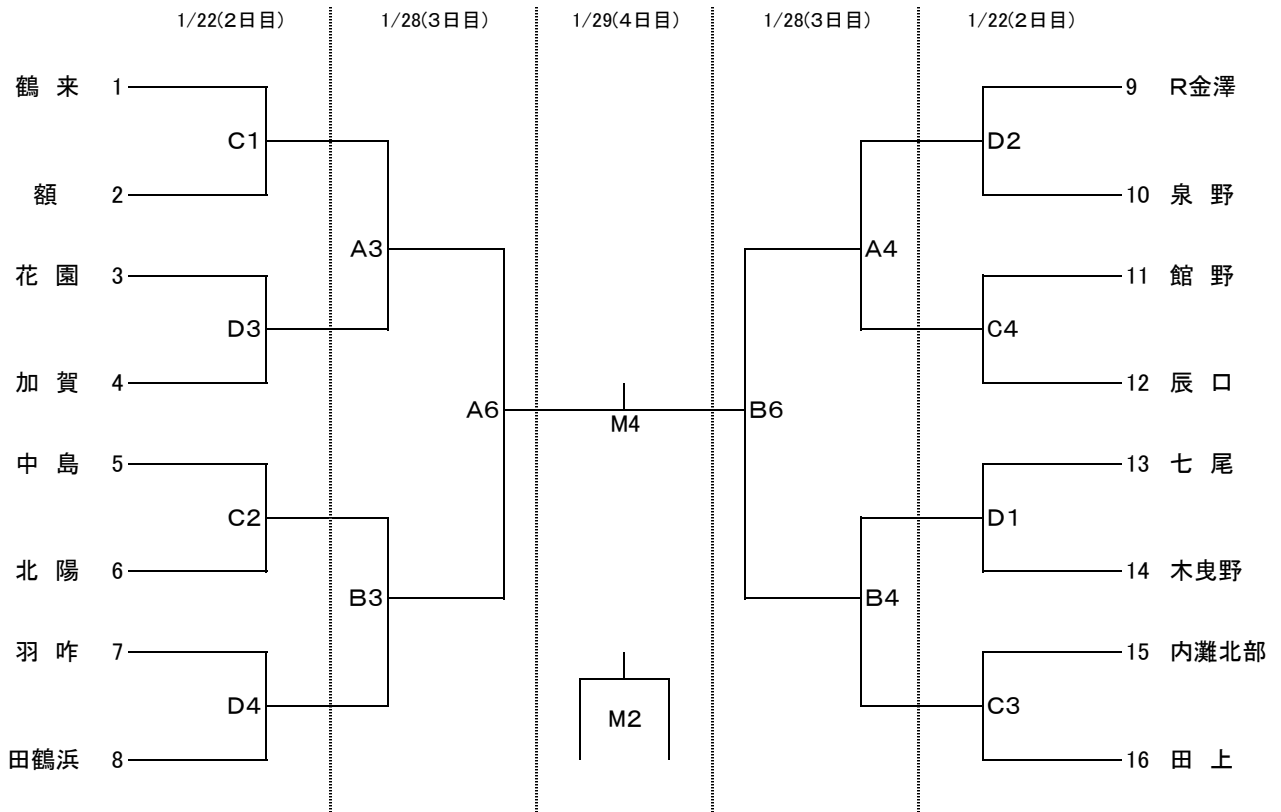 1/22(2日目) 1/28(3日目) 1/29(4日目) 1/28(3日目) 1/22(2日目)
鶴 来 1 9 R金澤
C1 D2
額 2 10 泉 野
A3 A4
花 園 3 11 館 野
D3 C4
加 賀 4 12 辰 口
A6 M4 B6
中 島 5 13 七 尾
C2 D1
北 陽 6 14 木曳野
B3 B4
羽 咋 7 15 内灘北部
D4 M2 C3
田鶴浜 8 16 田 上